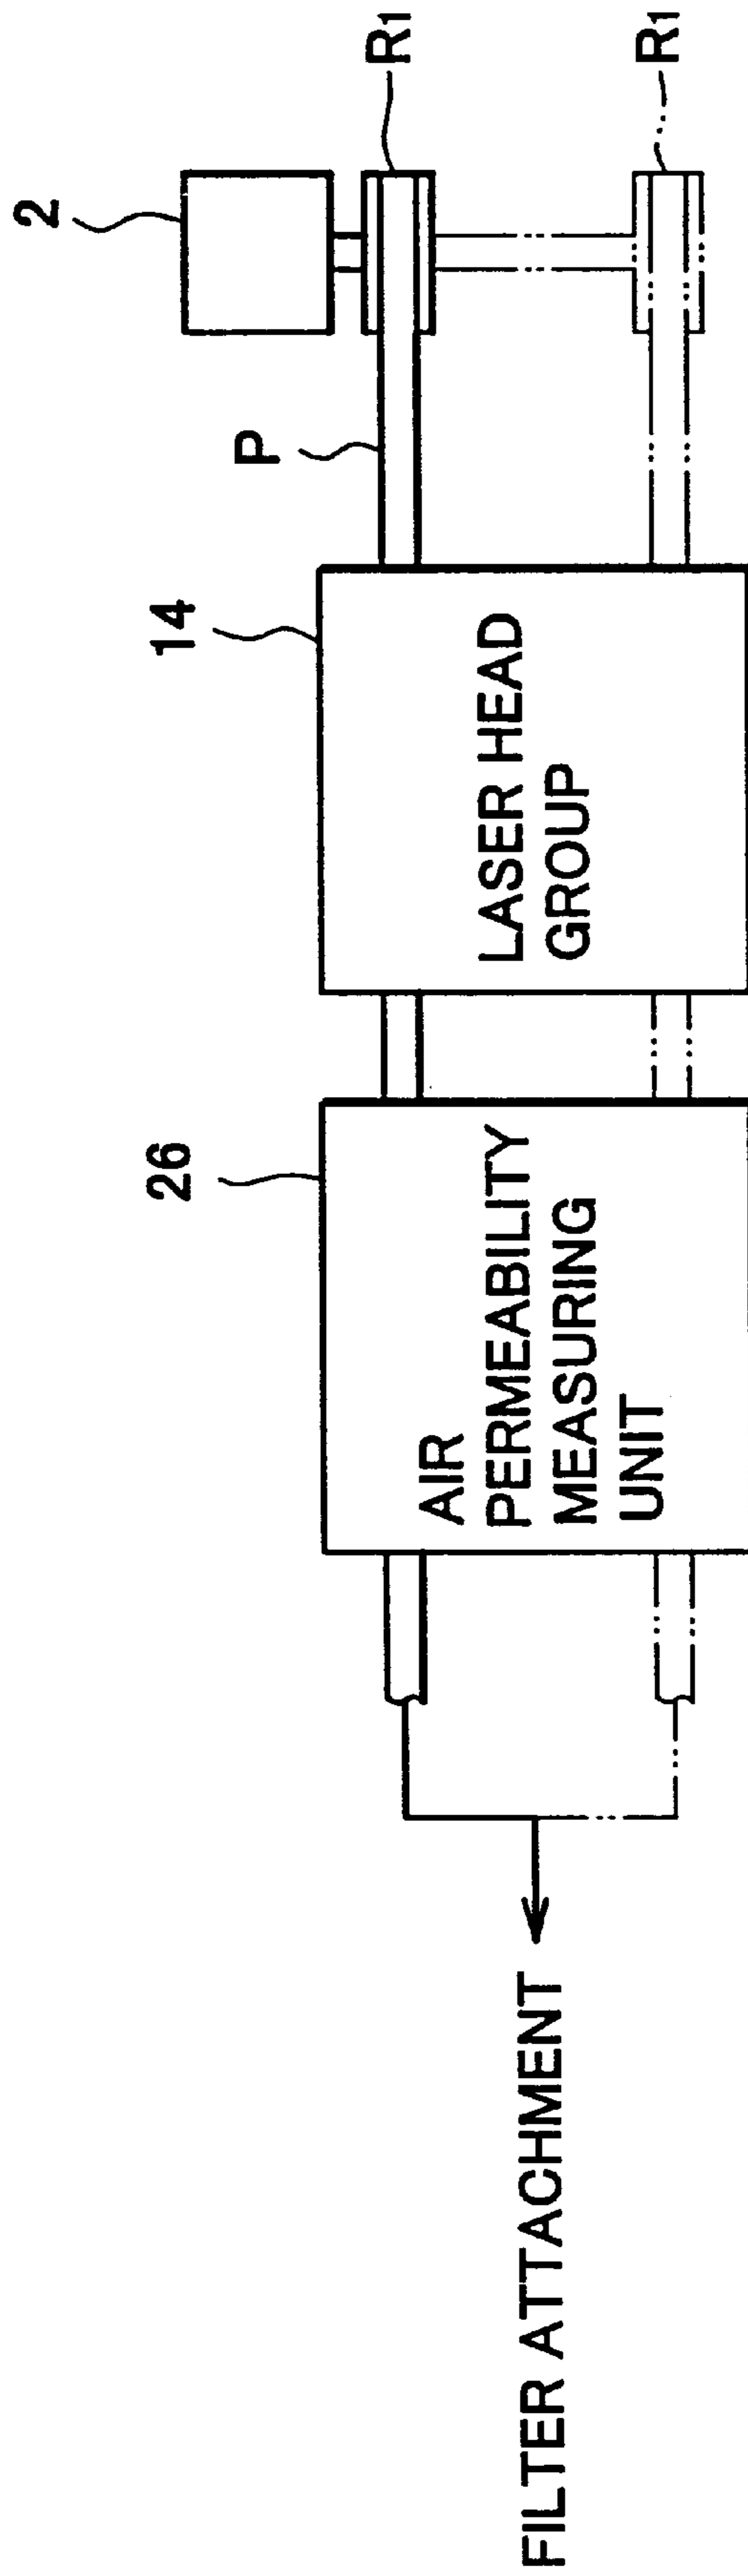 2
R1
R1
P
14
LASER HEAD
GROUP
26
AIR
PERMEABILITY
MEASURING
UNIT
FILTER ATTACHMENT